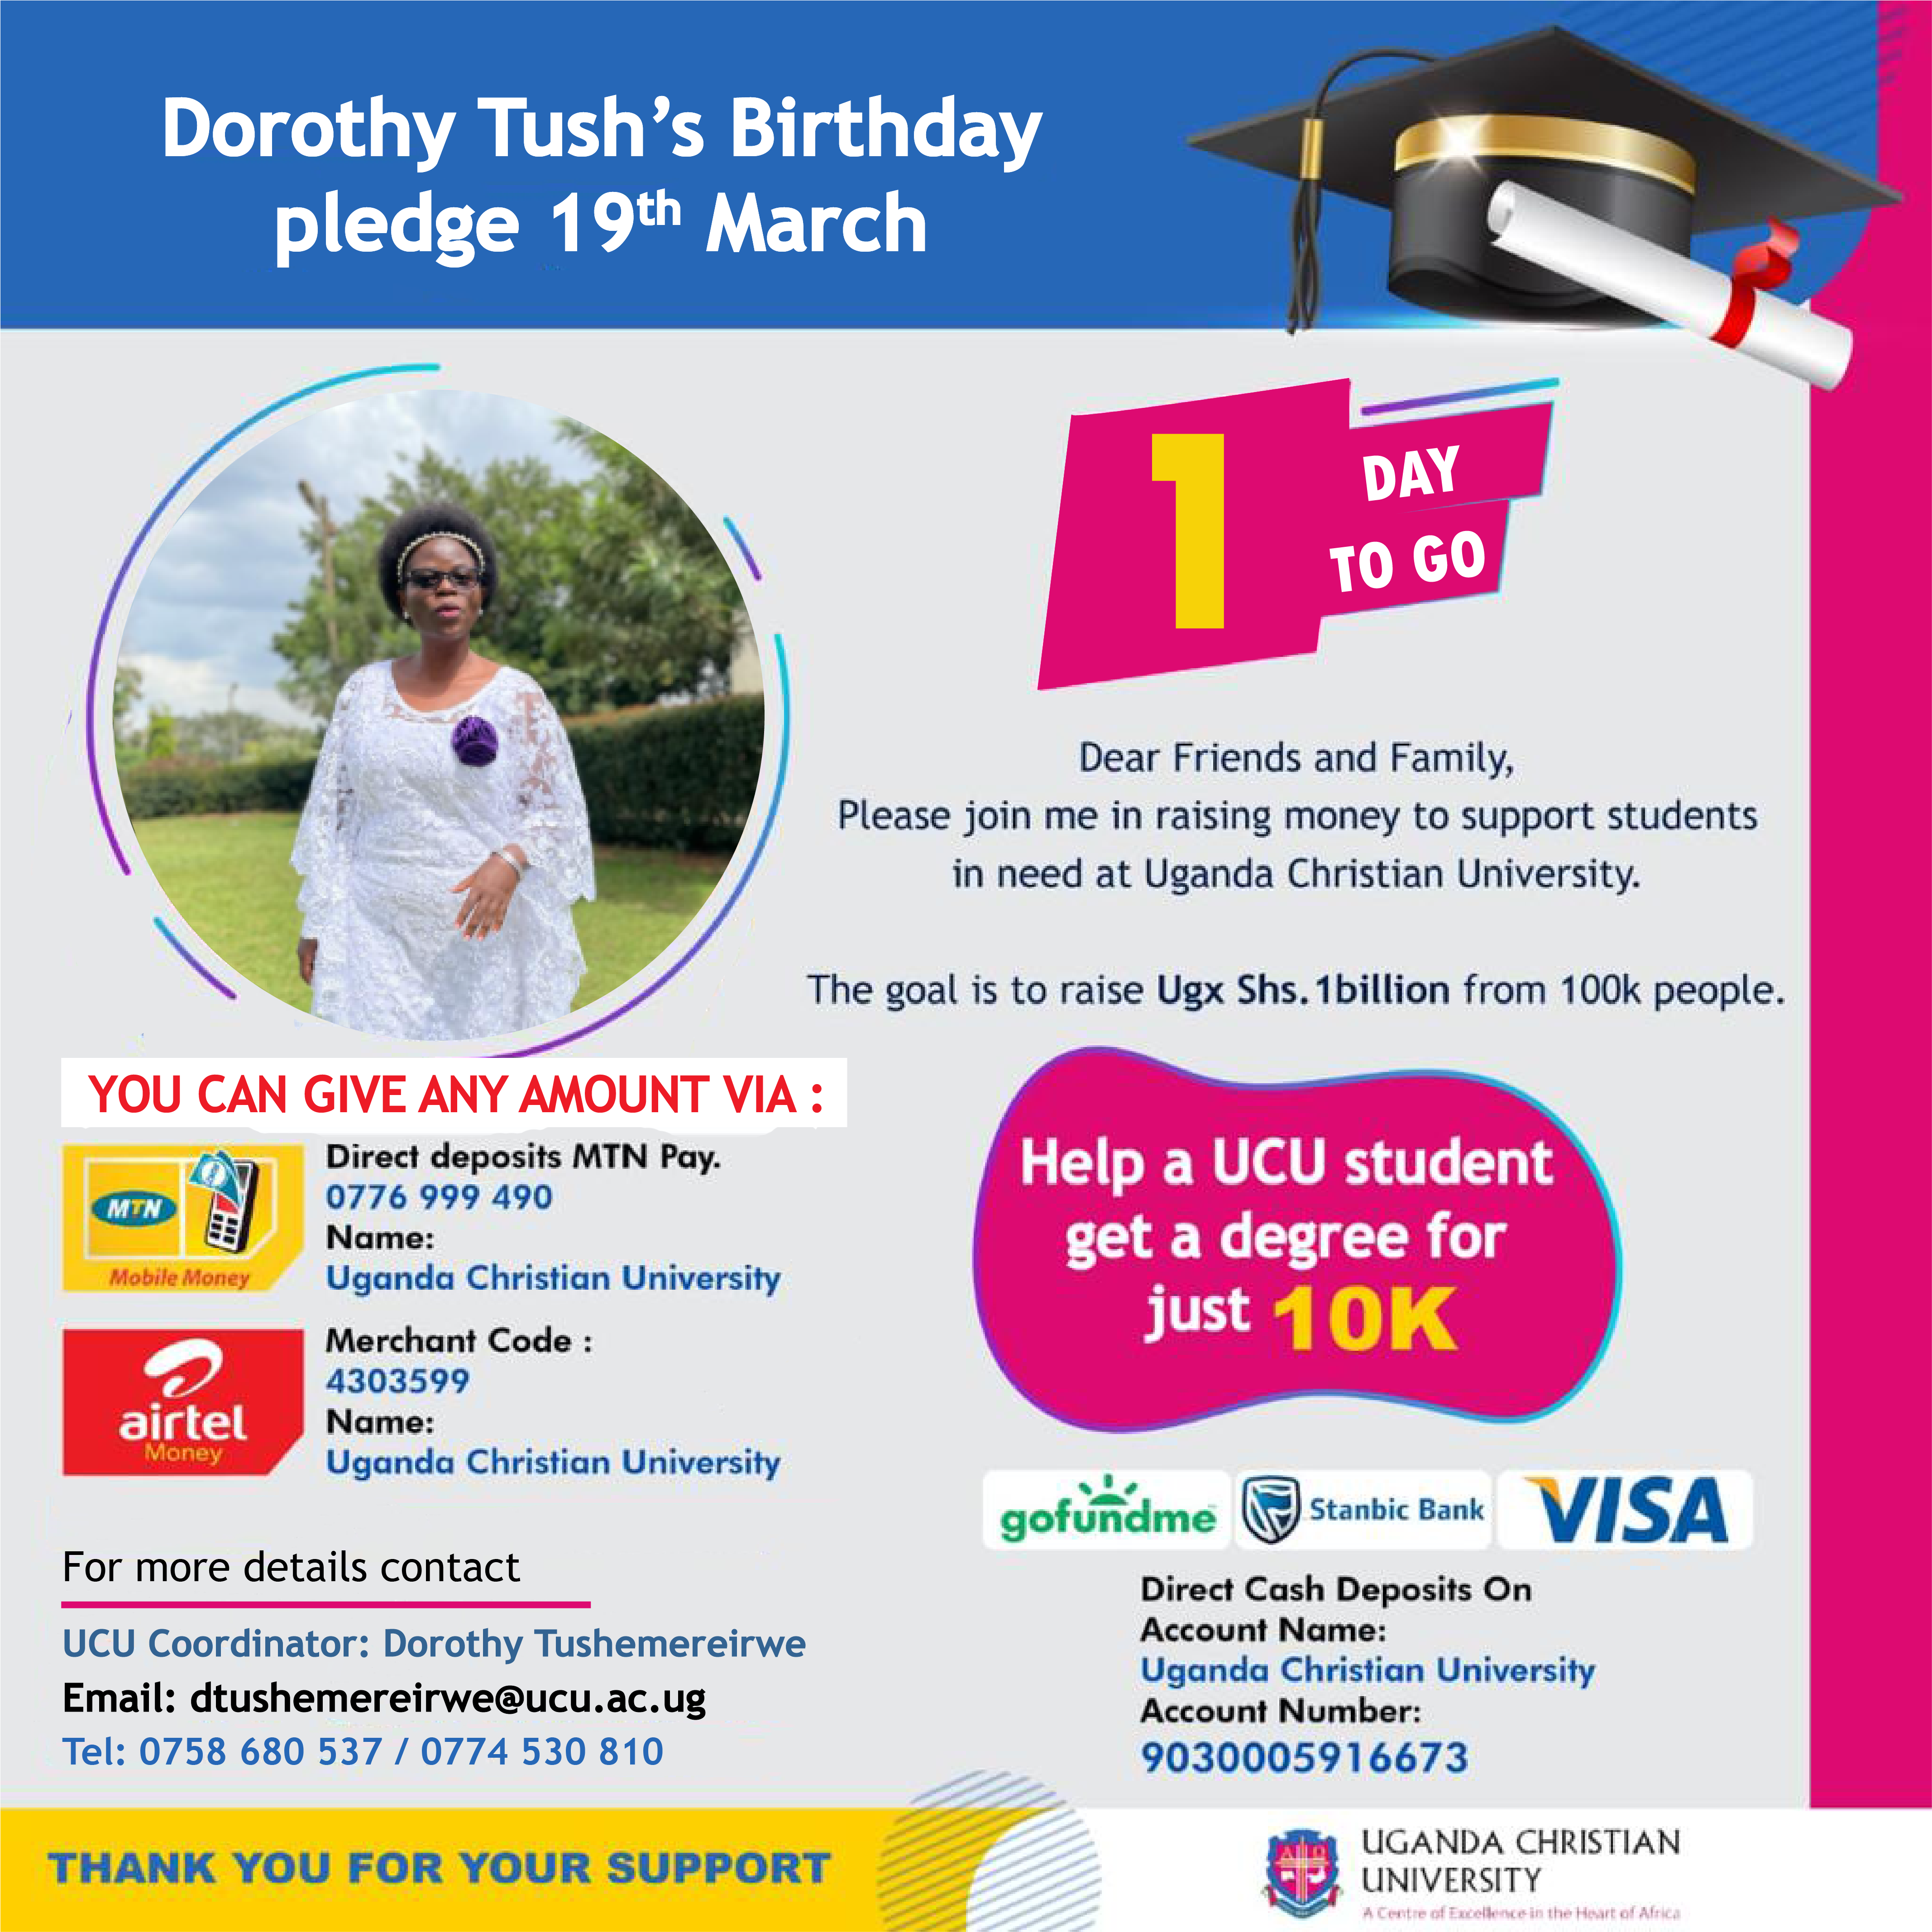 Dorothy Tush’s Birthday
pledge 19th March
1
DAY
TO GO
Dear Friends and Family,
Please join me in raising money to support students
in need at Uganda Christian University.
The goal is to raise Ugx Shs.1billion from 100k people.
YOU CAN GIVE ANY AMOUNT VIA :
MTN
Mobile Money
Direct deposits MTN Pay.
0776 999 490
Name:
Uganda Christian University
airtel
Money
Merchant Code :
4303599
Name:
Uganda Christian University
Help a UCU student
get a degree for
just 10K
gofundme
Stanbic Bank
VISA
Direct Cash Deposits On
Account Name:
Uganda Christian University
Account Number:
9030005916673
For more details contact
UCU Coordinator: Dorothy Tushemereirwe
Email: dtushemereirwe@ucu.ac.ug
Tel: 0758 680 537 / 0774 530 810
THANK YOU FOR YOUR SUPPORT
UGANDA CHRISTIAN
UNIVERSITY
A Centre of Excellence in the Heart of Africa